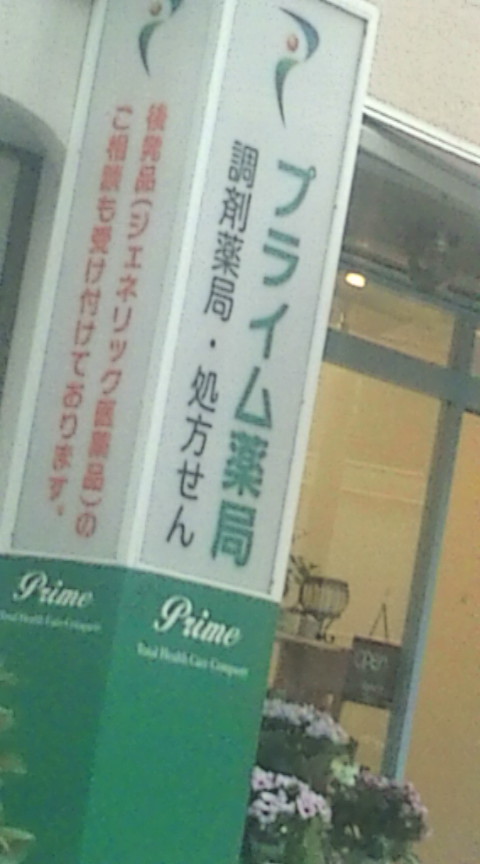 プライム薬局
調剤薬局・処方せん
後発品(ジェネリック医薬品)の
ご相談も受け付けております。
Prime
Total Health Care Company
Prime
Total Health Care Company
OPEN